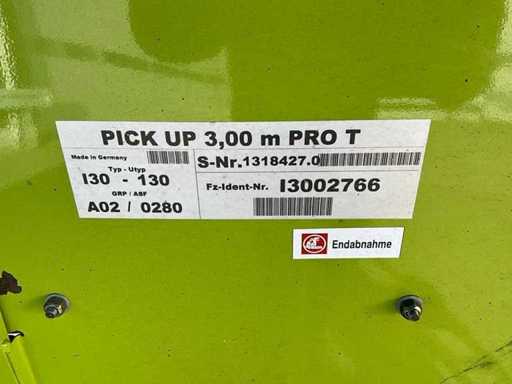 PICK UP 3,00 m PRO T
Made in Germany
S-Nr.1318427.0
Typ - Utyp
I30 - 130
Fz-Ident-Nr. I3002766
GRP / ASF
A02 / 0280
Endabnahme